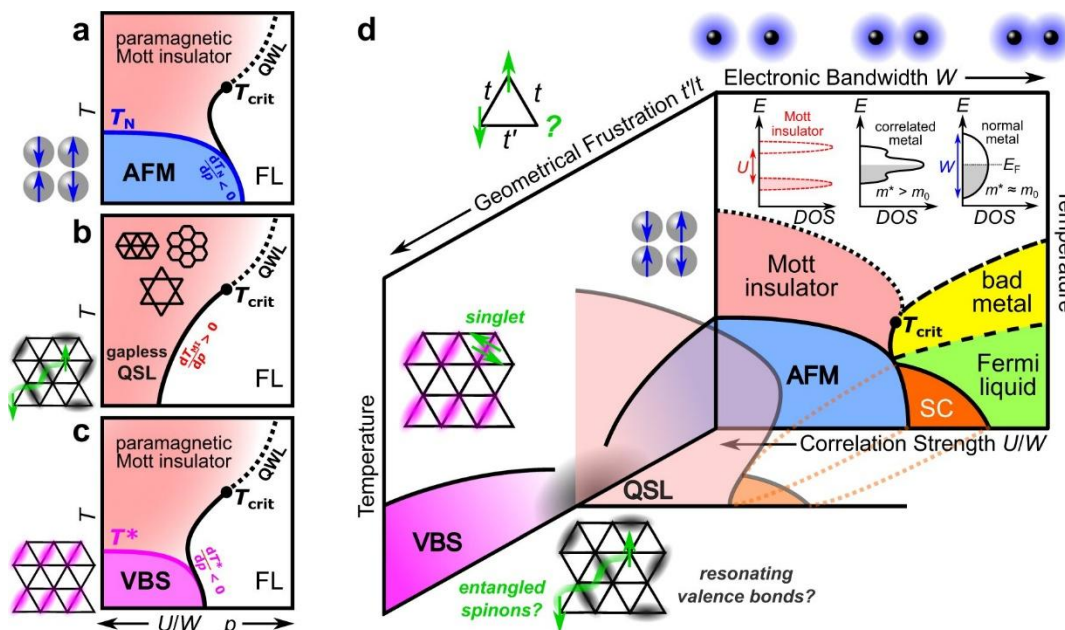 a
paramagnetic
Mott insulator
QWL
T_crit
T
T_N
AFM
dT_N/dp < 0
FL
b
QWL
T_crit
T
gapless
QSL
dT_MI/dp > 0
FL
c
paramagnetic
Mott insulator
QWL
T_crit
T
T*
VBS
dT*/dp < 0
FL
U/W p
d
t t
t' ?
Geometrical Frustration t'/t
Electronic Bandwidth W
E E E
Mott
insulator
correlated
metal
normal
metal
U
W
E_F
m* > m_0
m* ≈ m_0
DOS DOS DOS
Temperature
Mott
insulator
bad
metal
T_crit
AFM
SC
Fermi
liquid
Correlation Strength U/W
singlet
Temperature
VBS
QSL
entangled
spinons?
resonating
valence bonds?